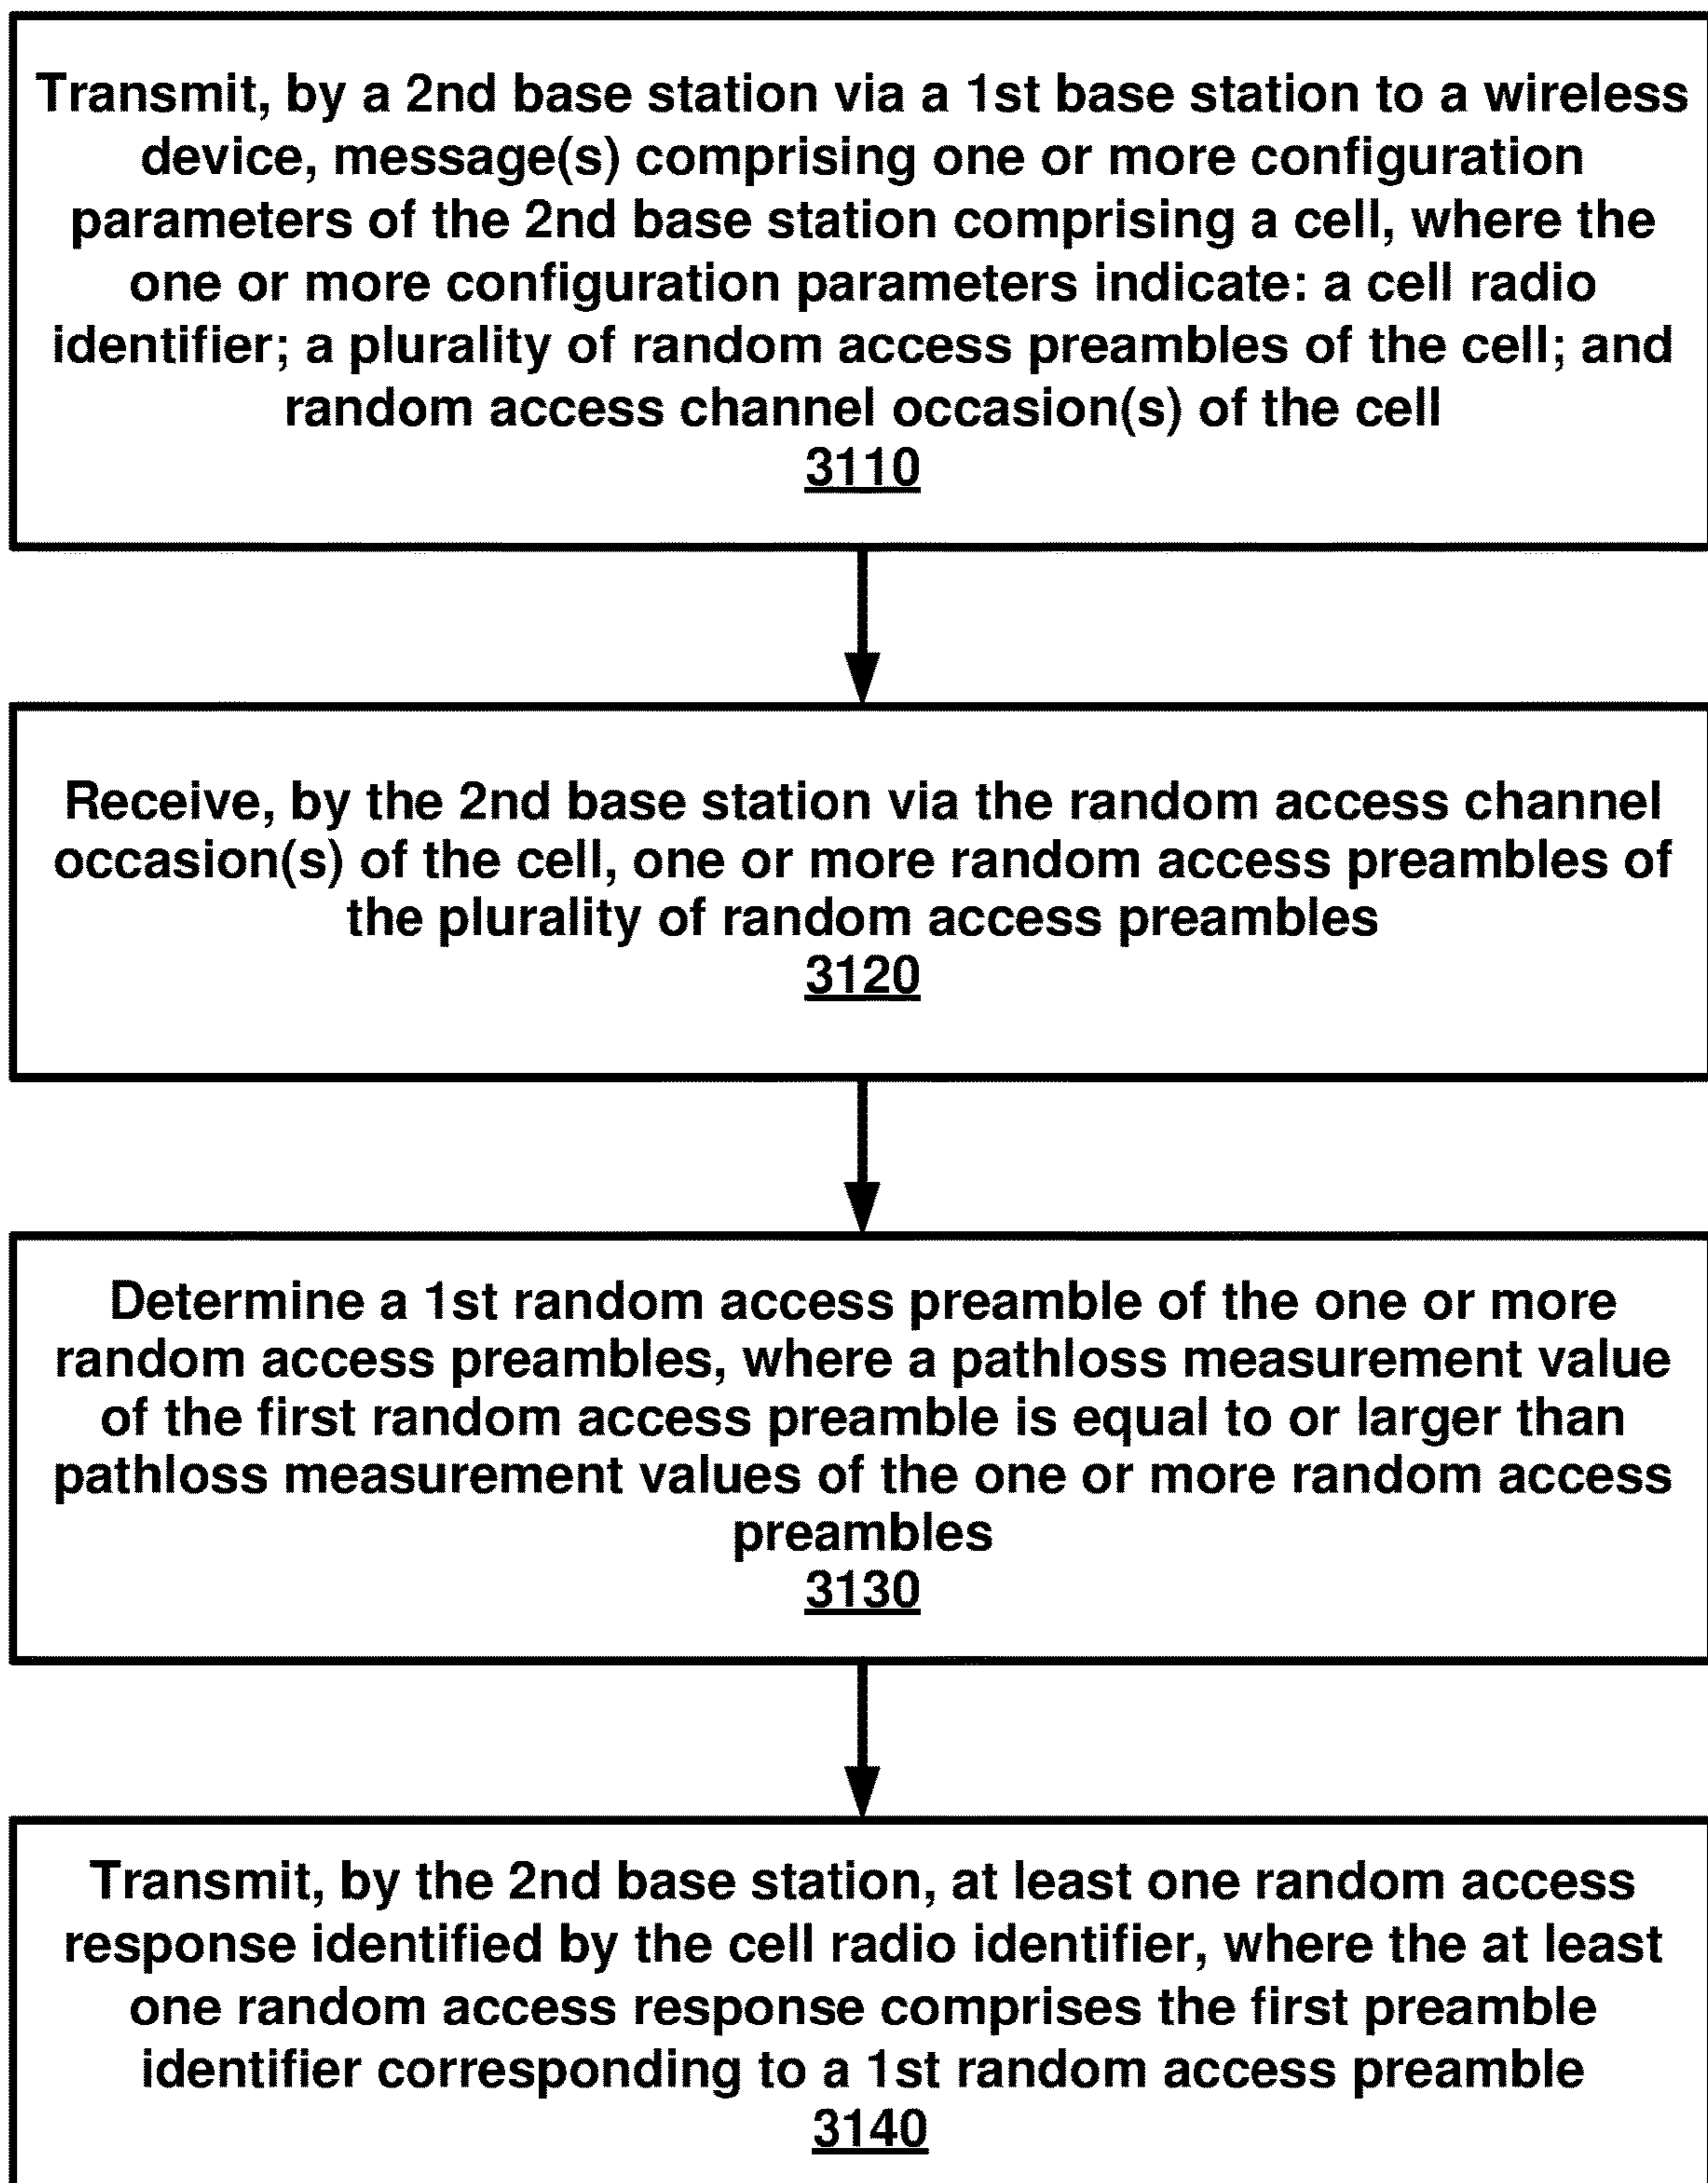 Transmit, by a 2nd base station via a 1st base station to a wireless
device, message(s) comprising one or more configuration
parameters of the 2nd base station comprising a cell, where the
one or more configuration parameters indicate: a cell radio
identifier; a plurality of random access preambles of the cell; and
random access channel occasion(s) of the cell
3110
Receive, by the 2nd base station via the random access channel
occasion(s) of the cell, one or more random access preambles of
the plurality of random access preambles
3120
Determine a 1st random access preamble of the one or more
random access preambles, where a pathloss measurement value
of the first random access preamble is equal to or larger than
pathloss measurement values of the one or more random access
preambles
3130
Transmit, by the 2nd base station, at least one random access
response identified by the cell radio identifier, where the at least
one random access response comprises the first preamble
identifier corresponding to a 1st random access preamble
3140